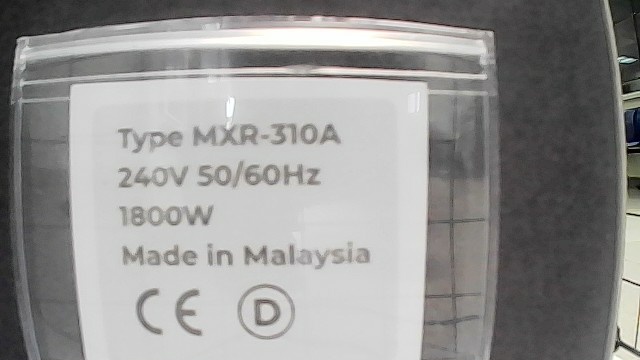 Type MXR-310A
240V 50/60Hz
1800W
Made in Malaysia
CE D